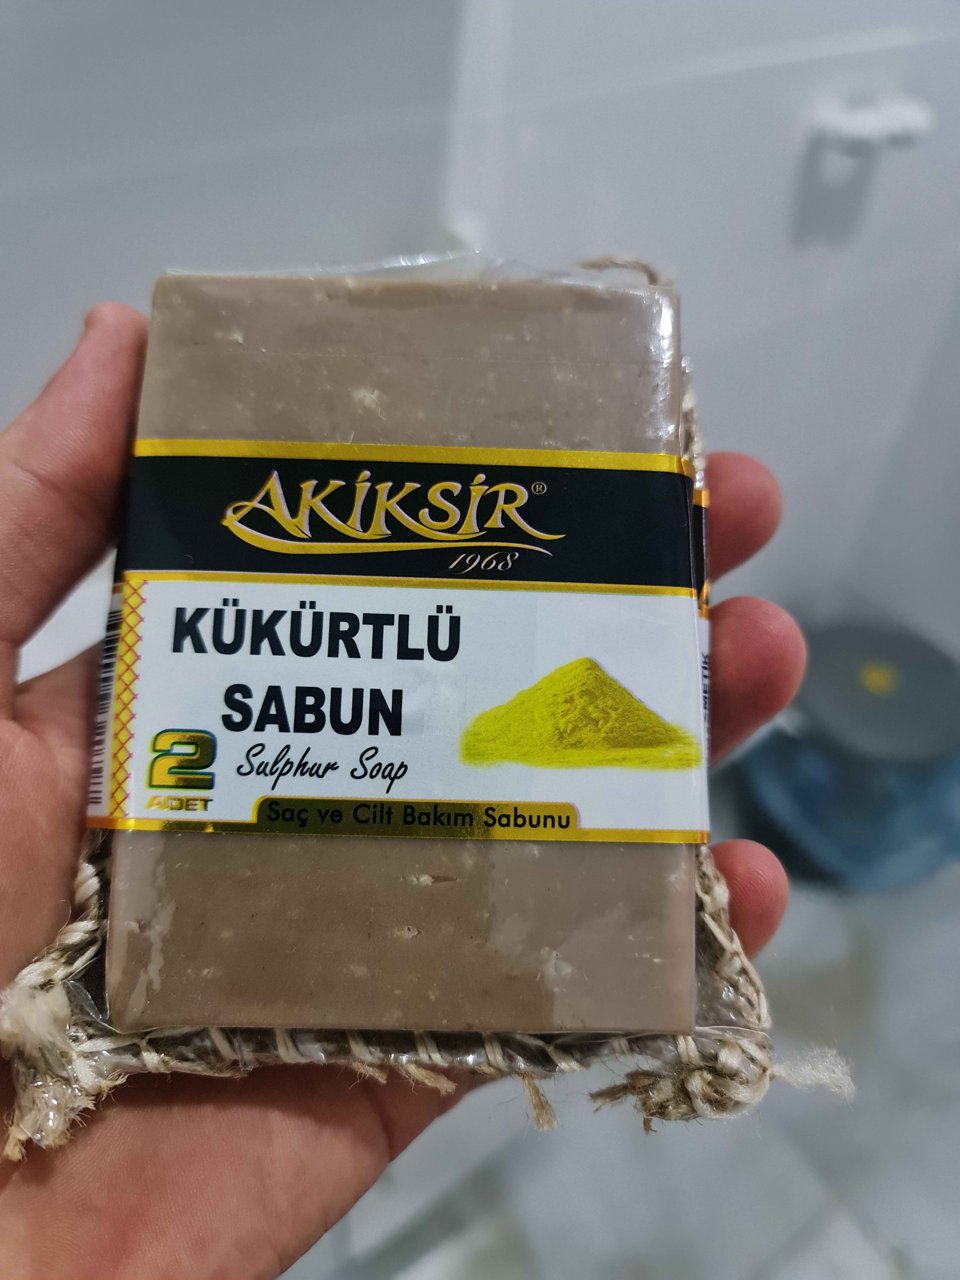 AKİKSİR®
1968
KÜKÜRTLÜ
SABUN
Sulphur Soap
2
ADET
Saç ve Cilt Bakım Sabunu